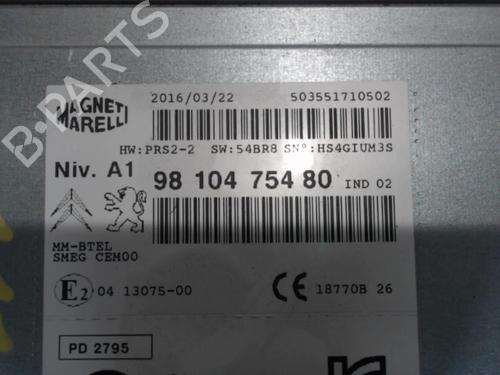 B-PARTS
MAGNETI MARELLI
2016/03/22 503551710502
HW:PRS2-2 SW:54BR8 SN°:HS4GIUM3S
Niv. A1 98 104 754 80 IND 02
MM-BTEL
SMEG CEM00
E2 04 13075-00 CE 18770B 26
PD 2795